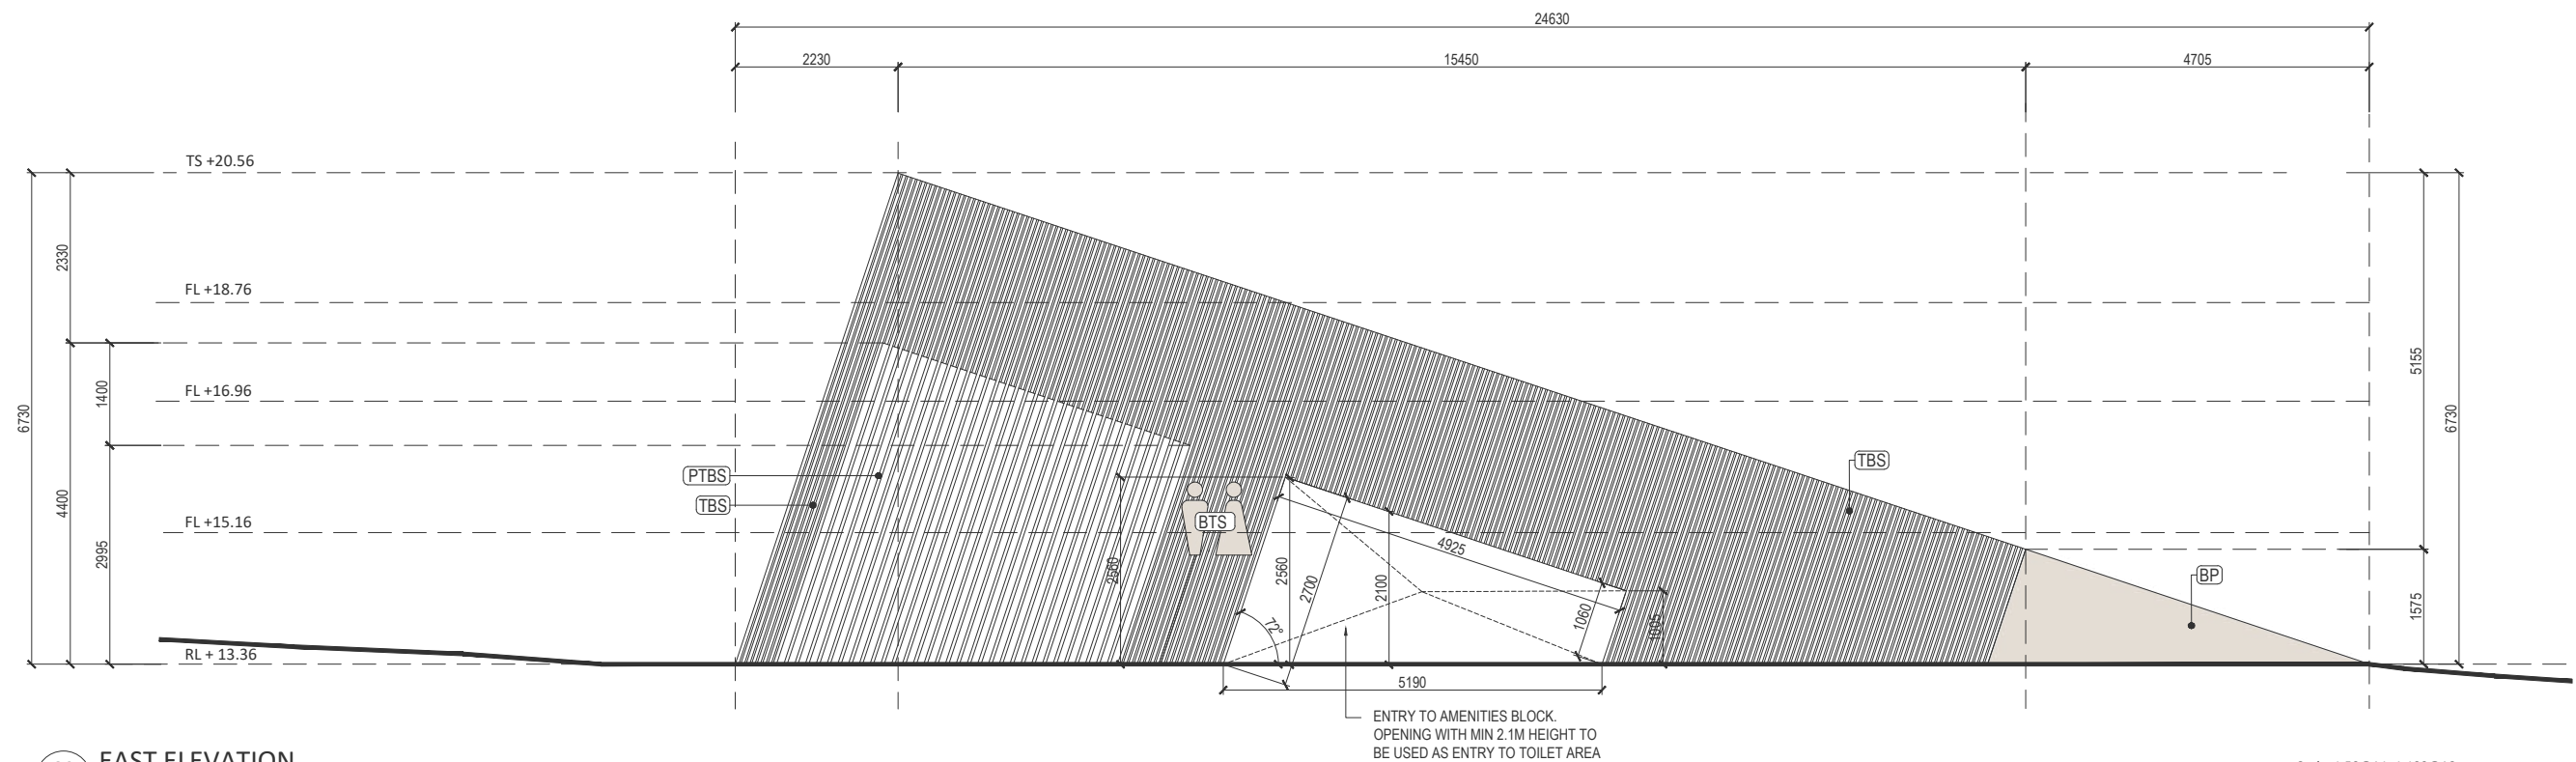 24630
2230
15450
4705
TS +20.56
FL +18.76
FL +16.96
FL +15.16
RL + 13.36
6730
2330
4400
1400
2995
PTBS
TBS
BTS
TBS
BP
2560
2560
2700
2100
4925
1060
1005
72°
5190
5155
1575
6730
ENTRY TO AMENITIES BLOCK.
OPENING WITH MIN 2.1M HEIGHT TO
BE USED AS ENTRY TO TOILET AREA
EAST ELEVATION